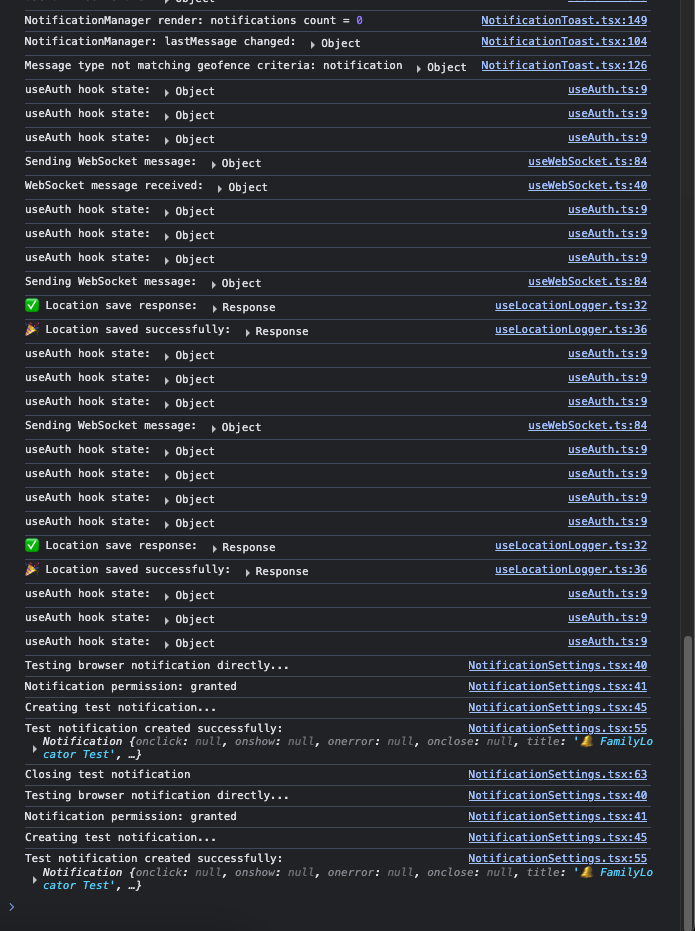 NotificationManager render: notifications count = 0 NotificationToast.tsx:149
NotificationManager: lastMessage changed: ▸ Object NotificationToast.tsx:104
Message type not matching geofence criteria: notification ▸ Object NotificationToast.tsx:126
useAuth hook state: ▸ Object useAuth.ts:9
useAuth hook state: ▸ Object useAuth.ts:9
useAuth hook state: ▸ Object useAuth.ts:9
Sending WebSocket message: ▸ Object useWebSocket.ts:84
WebSocket message received: ▸ Object useWebSocket.ts:40
useAuth hook state: ▸ Object useAuth.ts:9
useAuth hook state: ▸ Object useAuth.ts:9
useAuth hook state: ▸ Object useAuth.ts:9
Sending WebSocket message: ▸ Object useWebSocket.ts:84
✅ Location save response: ▸ Response useLocationLogger.ts:32
🎉 Location saved successfully: ▸ Response useLocationLogger.ts:36
useAuth hook state: ▸ Object useAuth.ts:9
useAuth hook state: ▸ Object useAuth.ts:9
useAuth hook state: ▸ Object useAuth.ts:9
Sending WebSocket message: ▸ Object useWebSocket.ts:84
useAuth hook state: ▸ Object useAuth.ts:9
useAuth hook state: ▸ Object useAuth.ts:9
useAuth hook state: ▸ Object useAuth.ts:9
useAuth hook state: ▸ Object useAuth.ts:9
✅ Location save response: ▸ Response useLocationLogger.ts:32
🎉 Location saved successfully: ▸ Response useLocationLogger.ts:36
useAuth hook state: ▸ Object useAuth.ts:9
useAuth hook state: ▸ Object useAuth.ts:9
useAuth hook state: ▸ Object useAuth.ts:9
Testing browser notification directly... NotificationSettings.tsx:40
Notification permission: granted NotificationSettings.tsx:41
Creating test notification... NotificationSettings.tsx:45
Test notification created successfully: NotificationSettings.tsx:55
▸ Notification {onclick: null, onshow: null, onerror: null, onclose: null, title: '🔔 FamilyLo
cator Test', …}
Closing test notification NotificationSettings.tsx:63
Testing browser notification directly... NotificationSettings.tsx:40
Notification permission: granted NotificationSettings.tsx:41
Creating test notification... NotificationSettings.tsx:45
Test notification created successfully: NotificationSettings.tsx:55
▸ Notification {onclick: null, onshow: null, onerror: null, onclose: null, title: '🔔 FamilyLo
cator Test', …}